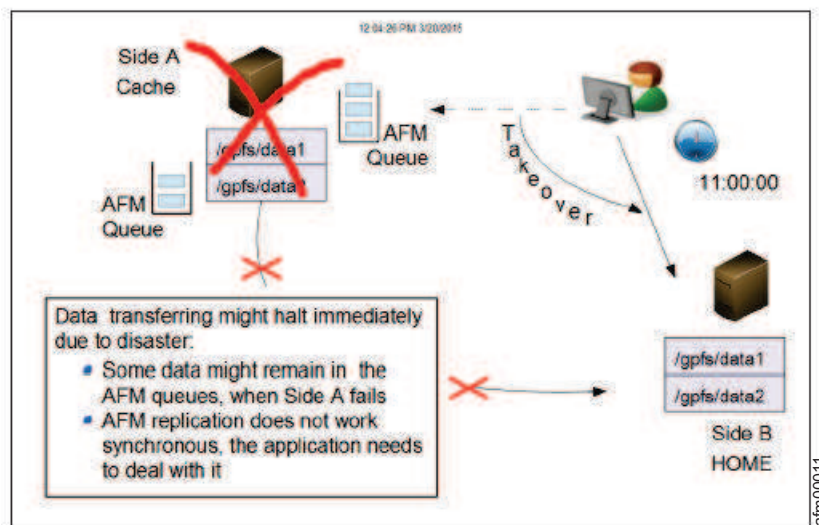 12:04:26 PM 3/20/2015
Side A
Cache
AFM
Queue
/gpfs/data1
/gpfs/data2
AFM
Queue
Takeover
11:00:00
Data transferring might halt immediately
due to disaster:
Some data might remain in the
AFM queues, when Side A fails
AFM replication does not work
synchronous, the application needs
to deal with it
/gpfs/data1
/gpfs/data2
Side B
HOME
afm00011